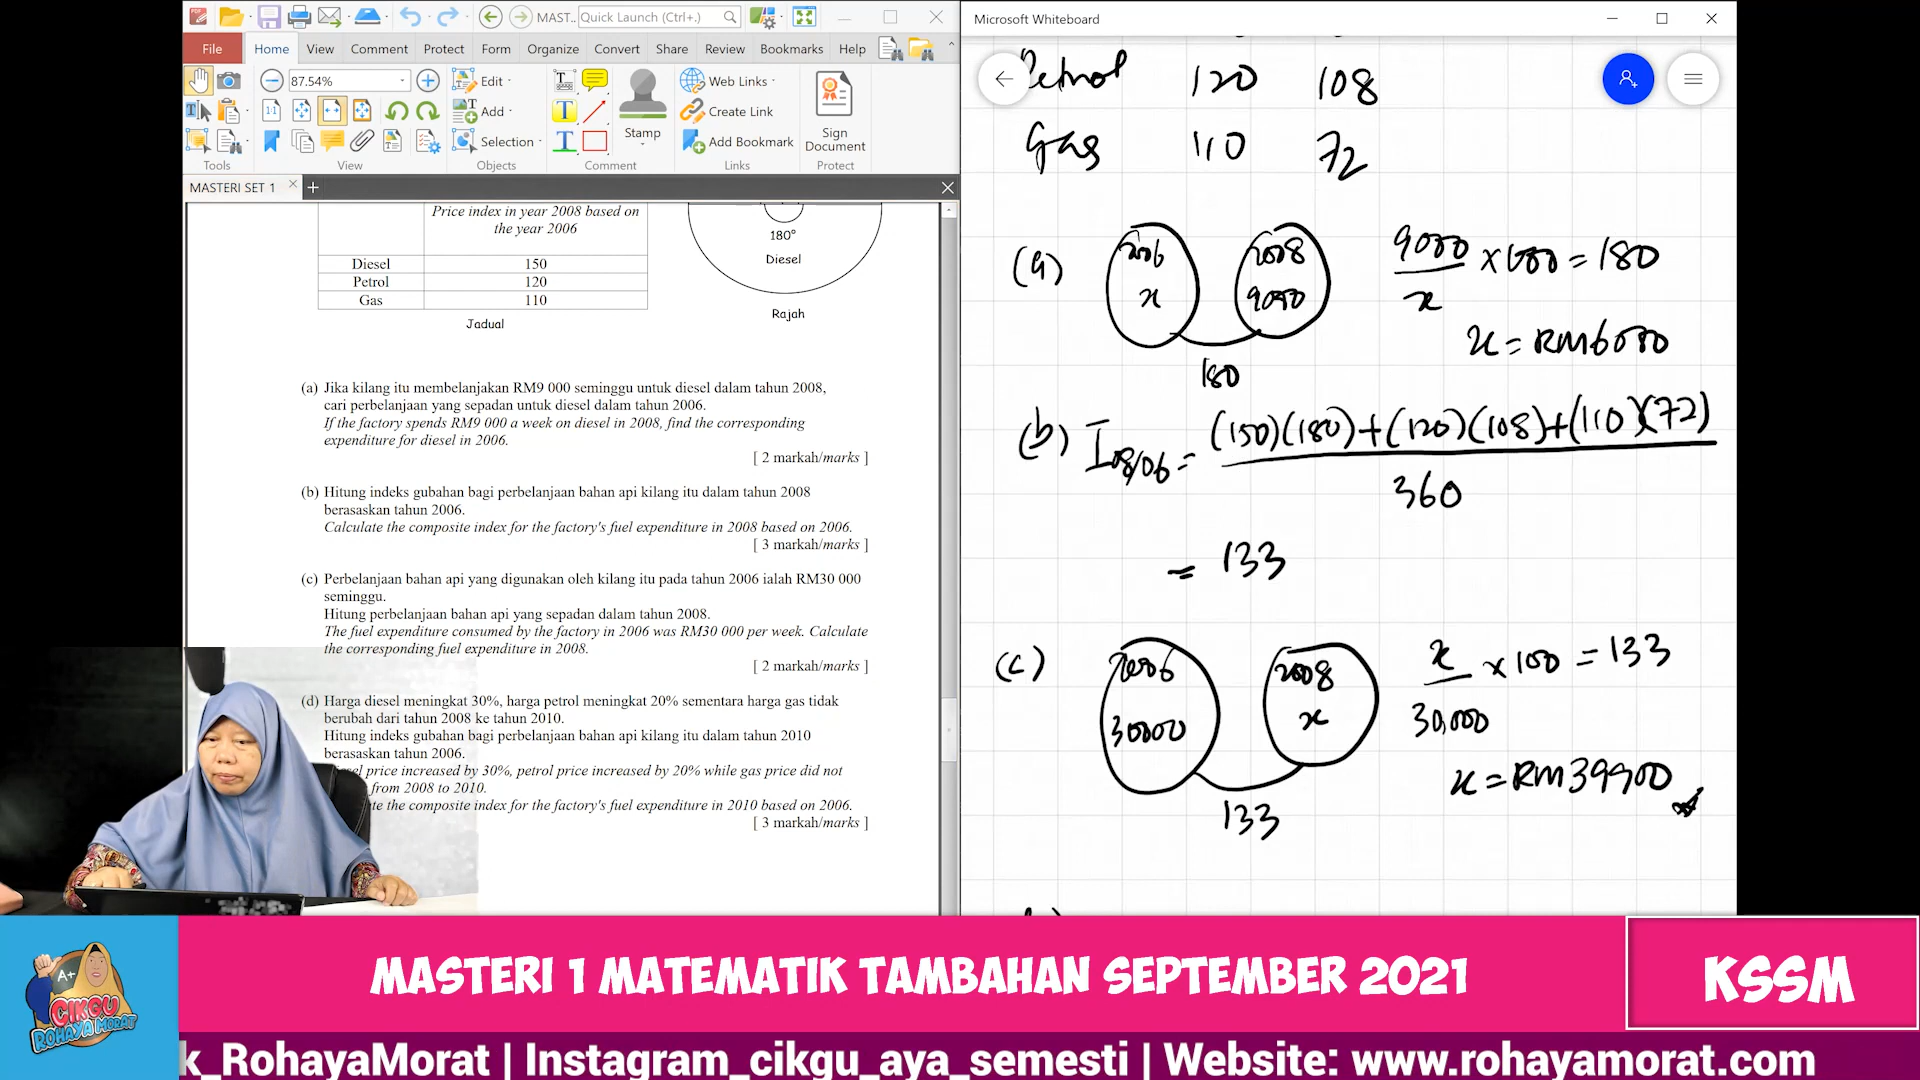 MAST..
Quick Launch (Ctrl+.)
File Home View Comment Protect Form Organize Convert Share Review Bookmarks Help
87.54%
Edit
Add
Selection
Stamp
Web Links
Create Link
Add Bookmark
Sign
Document
Tools View Objects Comment Links Protect
MASTERI SET 1
Price index in year 2008 based on
the year 2006
Diesel 150
Petrol 120
Gas 110
Jadual
180°
Diesel
Rajah
(a) Jika kilang itu membelanjakan RM9 000 seminggu untuk diesel dalam tahun 2008,
cari perbelanjaan yang sepadan untuk diesel dalam tahun 2006.
If the factory spends RM9 000 a week on diesel in 2008, find the corresponding
expenditure for diesel in 2006.
[ 2 markah/marks ]
(b) Hitung indeks gubahan bagi perbelanjaan bahan api kilang itu dalam tahun 2008
berasaskan tahun 2006.
Calculate the composite index for the factory's fuel expenditure in 2008 based on 2006.
[ 3 markah/marks ]
(c) Perbelanjaan bahan api yang digunakan oleh kilang itu pada tahun 2006 ialah RM30 000
seminggu.
Hitung perbelanjaan bahan api yang sepadan dalam tahun 2008.
The fuel expenditure consumed by the factory in 2006 was RM30 000 per week. Calculate
the corresponding fuel expenditure in 2008.
[ 2 markah/marks ]
(d) Harga diesel meningkat 30%, harga petrol meningkat 20% sementara harga gas tidak
berubah dari tahun 2008 ke tahun 2010.
Hitung indeks gubahan bagi perbelanjaan bahan api kilang itu dalam tahun 2010
berasaskan tahun 2006.
price increased by 30%, petrol price increased by 20% while gas price did not
from 2008 to 2010.
the composite index for the factory's fuel expenditure in 2010 based on 2006.
[ 3 markah/marks ]
Microsoft Whiteboard
Petrol 120 108
Gas 110 72
(a) 2006 2008 9000/x × 100 = 180
x 9000
x = RM6000
180
(b) I08/06 = (150)(180)+(120)(108)+(110)(72)
360
= 133
(c) 2006 2008 x/30,000 × 100 = 133
30000 x
x = RM39900
133
A+
CIKGU
ROHAYA MORAT
MASTERI 1 MATEMATIK TAMBAHAN SEPTEMBER 2021
KSSM
k_RohayaMorat | Instagram_cikgu_aya_semesti | Website: www.rohayamorat.com